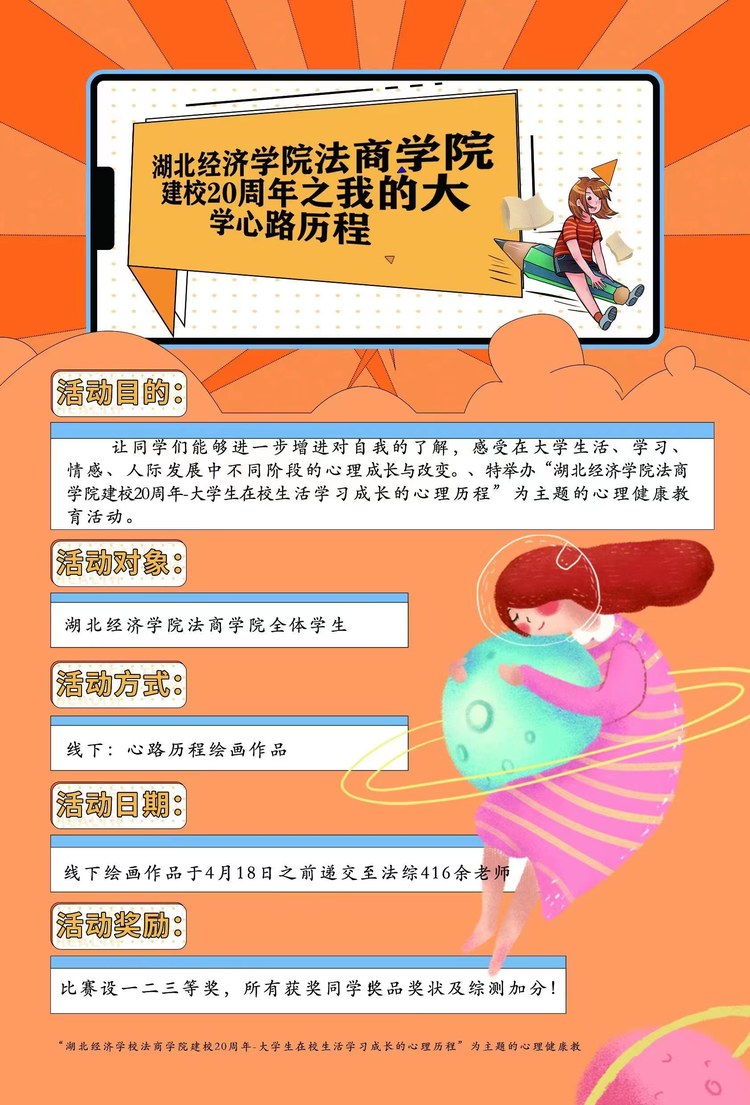 湖北经济学院法商学院
建校20周年之我的大
学心路历程
活动目的：
让同学们能够进一步增进对自我的了解，感受在大学生活、学习、
情感、人际发展中不同阶段的心理成长与改变。、特举办“湖北经济学院法商
学院建校20周年-大学生在校生活学习成长的心理历程”为主题的心理健康教
育活动。
活动对象：
湖北经济学院法商学院全体学生
活动方式：
线下：心路历程绘画作品
活动日期：
线下绘画作品于4月18日之前递交至法综416余老师
活动奖励：
比赛设一二三等奖，所有获奖同学奖品奖状及综测加分！
“湖北经济学校法商学院建校20周年-大学生在校生活学习成长的心理历程”为主题的心理健康教